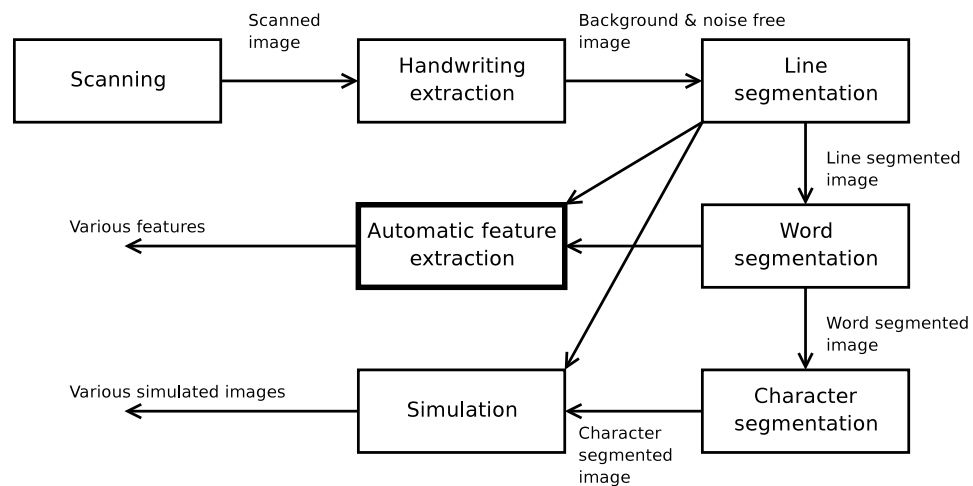 Scanned
image
Background & noise free
image
Scanning
Handwriting
extraction
Line
segmentation
Line segmented
image
Various features
Automatic feature
extraction
Word
segmentation
Word segmented
image
Various simulated images
Simulation
Character
segmentation
Character
segmented
image